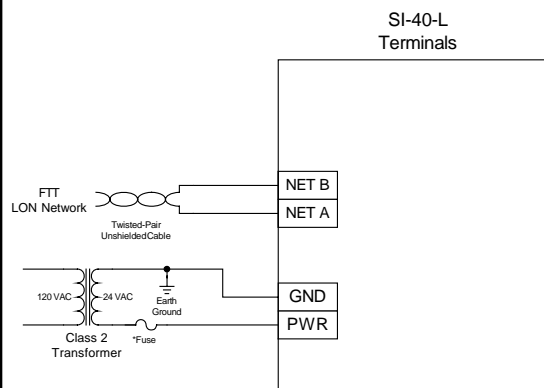 SI-40-L
Terminals
NET B
FTT
LON Network
NET A
Twisted-Pair
UnshieldedCable
120 VAC
24 VAC
Earth
Ground
GND
PWR
Class 2
Transformer
*Fuse